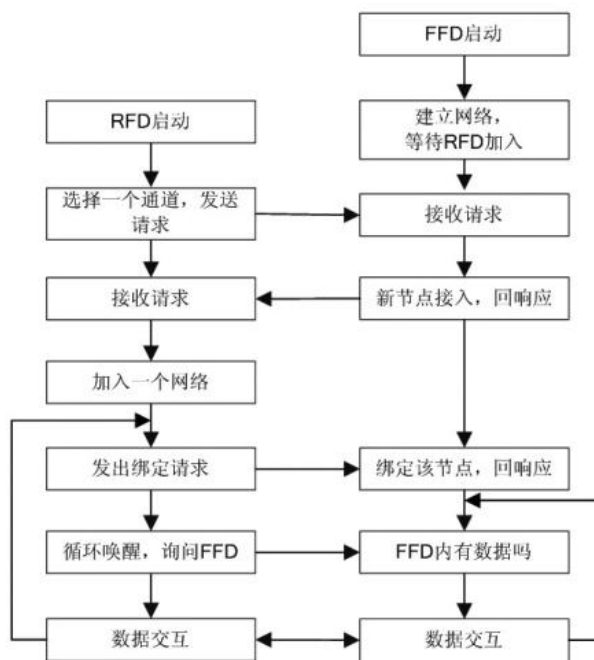 FFD启动
建立网络，
等待RFD加入
RFD启动
选择一个通道，发送
请求
接收请求
接收请求
新节点接入，回响应
加入一个网络
发出绑定请求
绑定该节点，回响应
循环唤醒，询问FFD
FFD内有数据吗
数据交互
数据交互